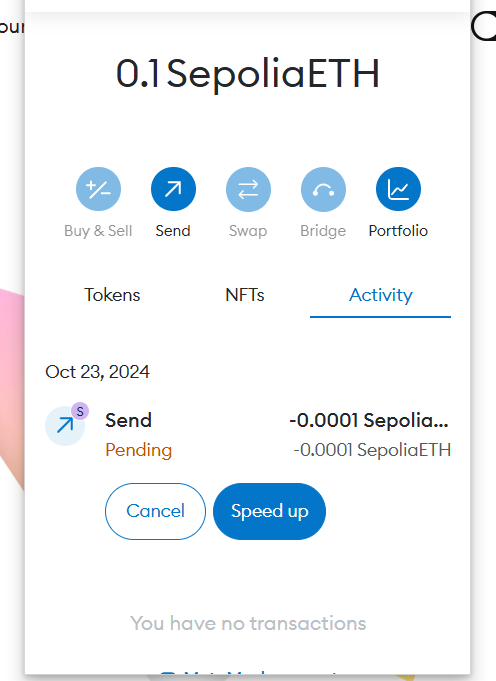 our
0.1 SepoliaETH
Buy & Sell Send Swap Bridge Portfolio
Tokens NFTs Activity
Oct 23, 2024
S
Send -0.0001 Sepolia...
Pending -0.0001 SepoliaETH
Cancel Speed up
You have no transactions